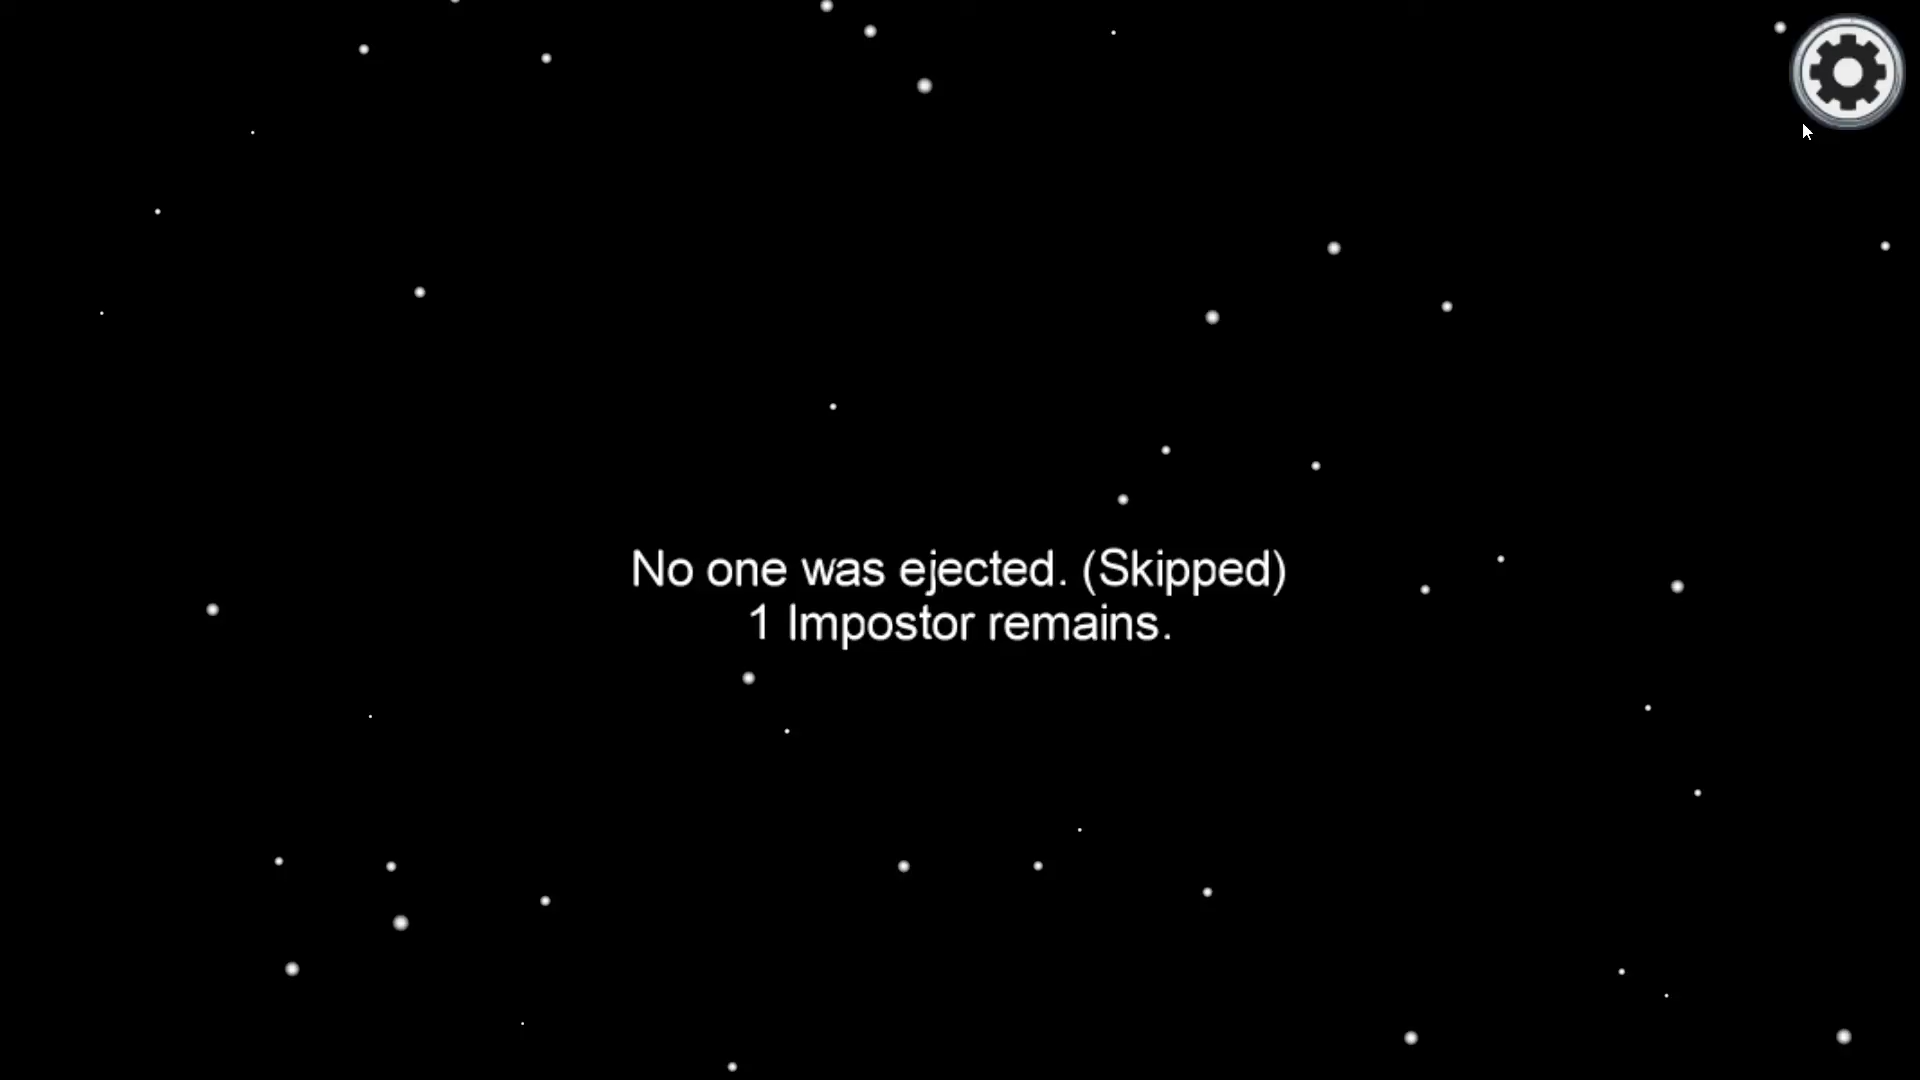 No one was ejected. (Skipped)
1 Impostor remains.